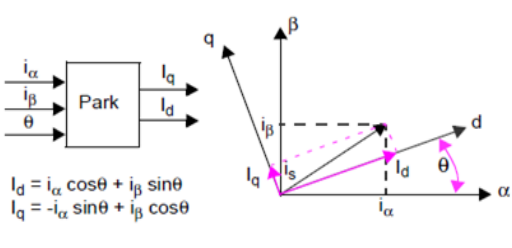 iα
iβ
θ
Park
Iq
Id
Id = iα cosθ + iβ sinθ
Iq = -iα sinθ + iβ cosθ
q
β
iβ
is
Iq
Id
d
θ
α
iα